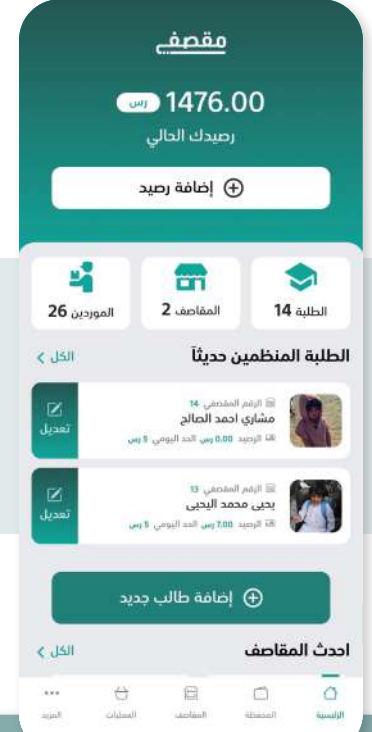 مقصفي
1476.00 رس
رصيدك الحالي
إضافة رصيد
الطلبة 14
المقاصف 2
الموردين 26
الطلبة المنظمين حديثاً
الكل
الرقم المقصفي 14
مشاري احمد الصالح
الرصيد 0.00 رس الحد اليومي 5 رس
تعديل
الرقم المقصفي 13
يحيى محمد اليحيى
الرصيد 7.00 رس الحد اليومي 5 رس
تعديل
إضافة طالب جديد
احدث المقاصف
الكل
الرئيسية
المحفظة
المقاصف
العمليات
المزيد